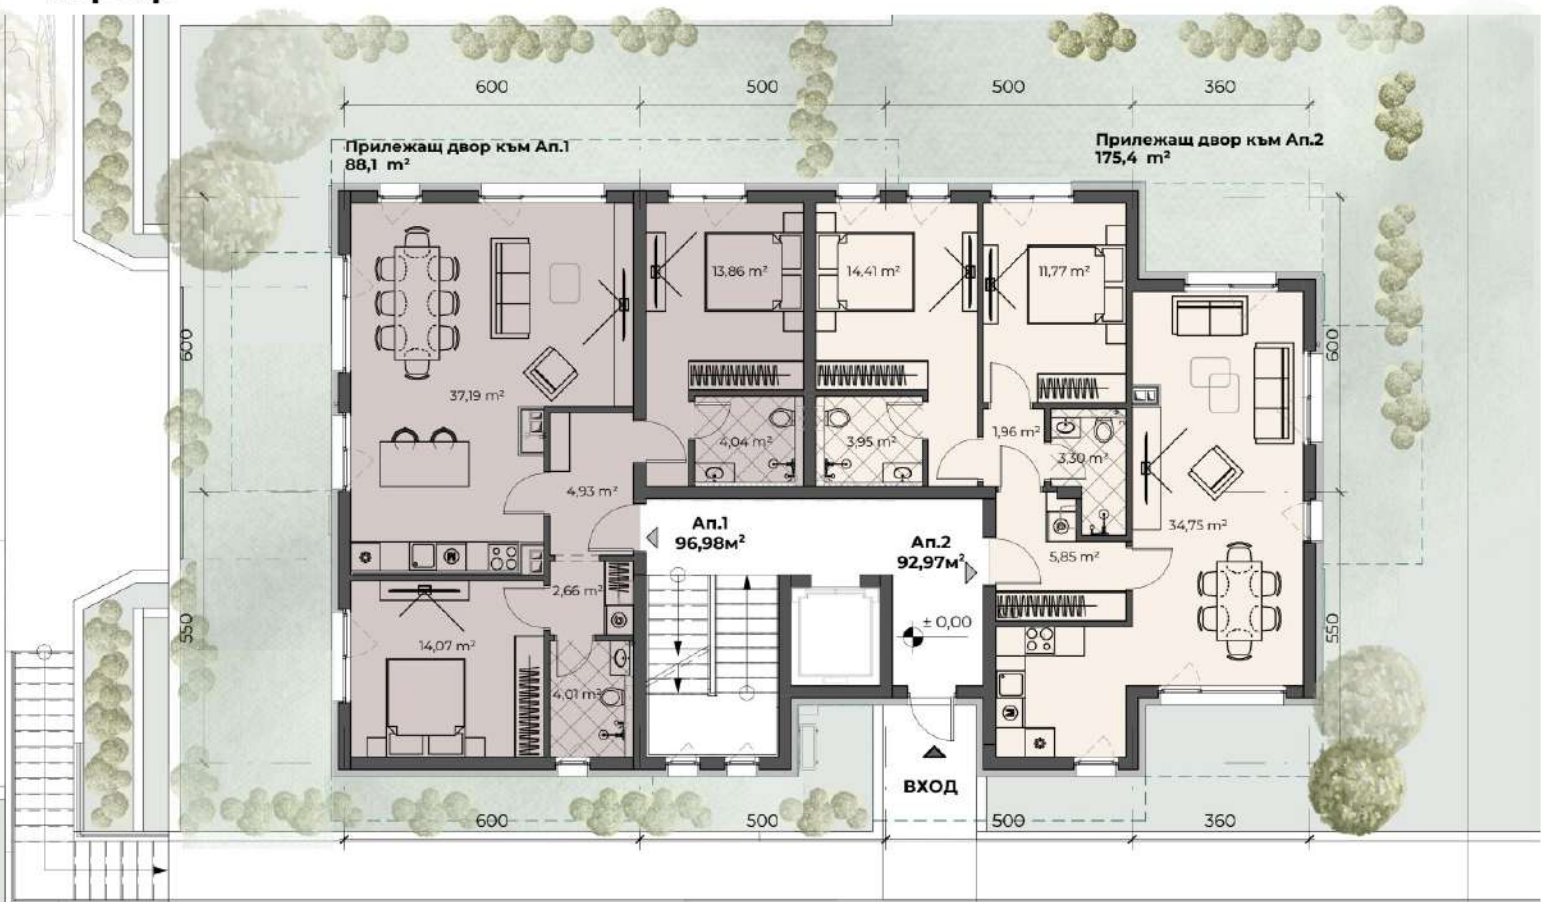 600
500
500
360
Прилежащ двор към Ап.1
88,1 m²
Прилежащ двор към Ап.2
175,4 m²
13,86 m²
14,41 m²
11,77 m²
600
600
37,19 m²
4,04 m²
3,95 m²
1,96 m²
3,30 m²
4,93 m²
Ап.1
96,98м²
Ап.2
92,97м²
34,75 m²
5,85 m²
2,66 m²
± 0,00
550
550
14,07 m²
4,01 m²
ВХОД
600
500
500
360